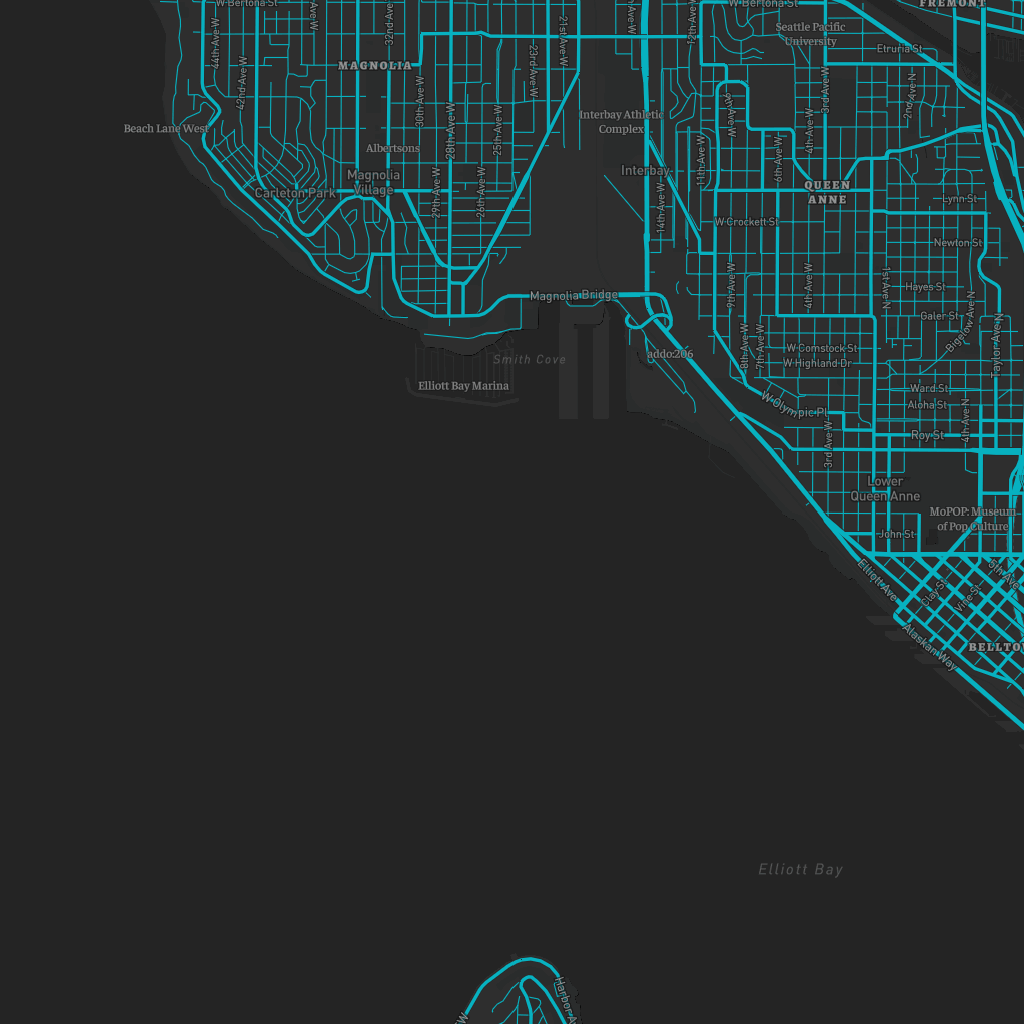 W Bertona St
W Bertona St
FREMONT
44th Ave W
32nd Ave W
21st Ave W
12th Ave W
Seattle Pacific
University
Etruria St
MAGNOLIA
23rd Ave W
42nd Ave W
30th Ave W
3rd Ave W
2nd Ave N
Beach Lane West
28th Ave W
25th Ave W
Interbay Athletic
Complex
4th Ave W
Albertsons
11th Ave W
6th Ave W
Magnolia
Village
Carleton Park
29th Ave W
26th Ave W
Interbay
14th Ave W
QUEEN
ANNE
Lynn St
W Crockett St
Newton St
Magnolia Bridge
9th Ave W
4th Ave W
1st Ave N
Hayes St
Galer St
Bigelow Ave N
Taylor Ave N
Smith Cove
addo:206
8th Ave W
7th Ave W
W Comstock St
W Highland Dr
Elliott Bay Marina
Ward St
W Olympic Pl
Aloha St
4th Ave N
3rd Ave W
Roy St
Lower
Queen Anne
MoPOP: Museum
of Pop Culture
John St
Elliott Ave
5th Ave
Clay St
Vine St
Alaskan Way
Elliott Bay